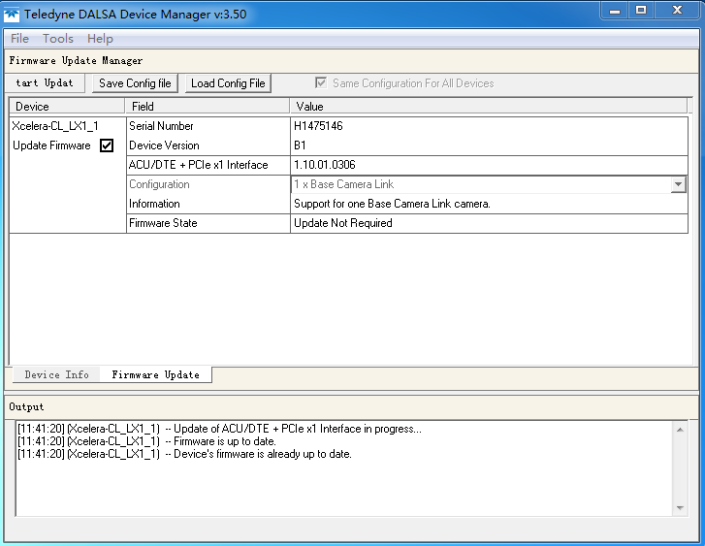 Teledyne DALSA Device Manager v:3.50
File Tools Help
Firmware Update Manager
tart Updat Save Config file Load Config File Same Configuration For All Devices
Device Field Value
Xcelera-CL_LX1_1 Serial Number H1475146
Update Firmware Device Version B1
ACU/DTE + PCIe x1 Interface 1.10.01.0306
Configuration 1 x Base Camera Link
Information Support for one Base Camera Link camera.
Firmware State Update Not Required
Device Info Firmware Update
Output
[11:41:20] (Xcelera-CL_LX1_1) -- Update of ACU/DTE + PCIe x1 Interface in progress...
[11:41:20] (Xcelera-CL_LX1_1) -- Firmware is up to date.
[11:41:20] (Xcelera-CL_LX1_1) -- Device's firmware is already up to date.